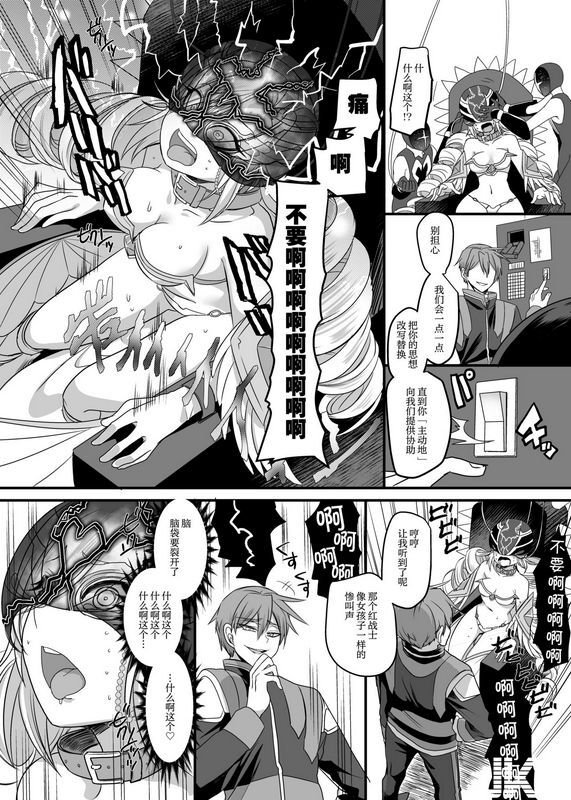 什
什么啊这个!?
别担心
我们会一点一点
把你的思想
改写替换
直到你「主动地」
向我们提供协助
パチッ
痛
啊
不要啊啊啊啊啊啊啊啊啊
不要啊啊啊啊
啊啊啊啊啊
啊啊啊
啊啊啊啊
哼哼
让我听到了呢
那个红战士
像女孩子一样的
惨叫声
脑
脑袋要裂开了
什么啊这个
什么啊这个
什么啊这个…
…什么啊这个♡